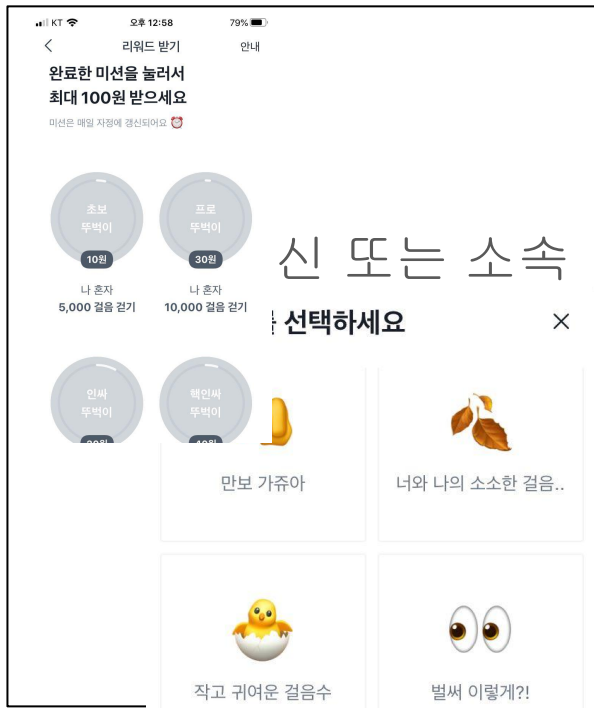 KT 오후 12:58 79%
리워드 받기 안내
완료한 미션을 눌러서
최대 100원 받으세요
미션은 매일 자정에 갱신되어요
초보
뚜벅이
10원
나 혼자
5,000 걸음 걷기
프로
뚜벅이
30원
나 혼자
10,000 걸음 걷기
인싸
뚜벅이
핵인싸
뚜벅이
신 또는 소속
선택하세요
만보 가쥬아
너와 나의 소소한 걸음..
작고 귀여운 걸음수
벌써 이렇게?!